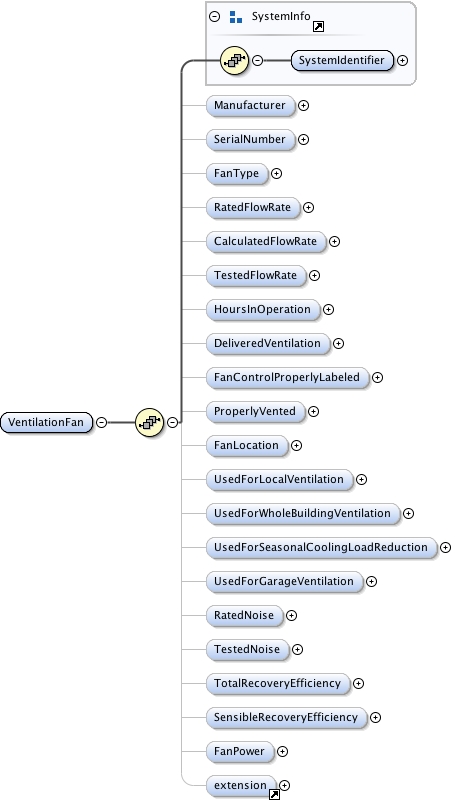 SystemInfo
SystemIdentifier
Manufacturer
SerialNumber
FanType
RatedFlowRate
CalculatedFlowRate
TestedFlowRate
HoursInOperation
DeliveredVentilation
FanControlProperlyLabeled
ProperlyVented
VentilationFan
FanLocation
UsedForLocalVentilation
UsedForWholeBuildingVentilation
UsedForSeasonalCoolingLoadReduction
UsedForGarageVentilation
RatedNoise
TestedNoise
TotalRecoveryEfficiency
SensibleRecoveryEfficiency
FanPower
extension